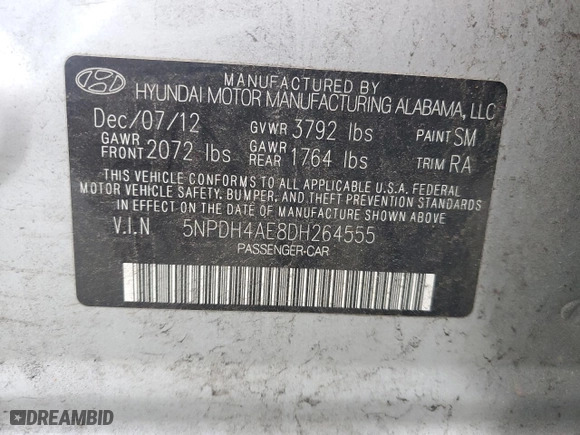 MANUFACTURED BY
HYUNDAI MOTOR MANUFACTURING ALABAMA, LLC
Dec/07/12 GVWR 3792 lbs PAINT SM
GAWR FRONT 2072 lbs GAWR REAR 1764 lbs TRIM RA
THIS VEHICLE CONFORMS TO ALL APPLICABLE U.S.A. FEDERAL
MOTOR VEHICLE SAFETY, BUMPER, AND THEFT PREVENTION STANDARDS
IN EFFECT ON THE DATE OF MANUFACTURE SHOWN ABOVE.
V.I.N 5NPDH4AE8DH264555
PASSENGER-CAR
DREAMBID